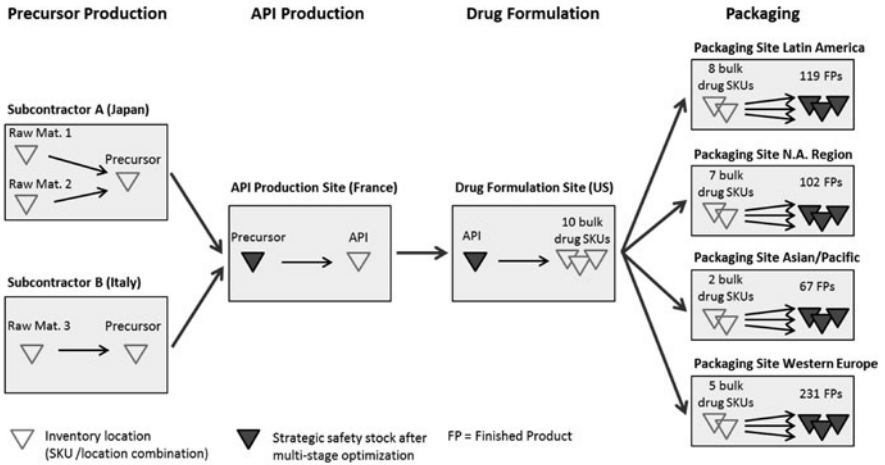 Precursor Production
API Production
Drug Formulation
Packaging
Subcontractor A (Japan)
Raw Mat. 1
Raw Mat. 2
Precursor
Subcontractor B (Italy)
Raw Mat. 3
Precursor
API Production Site (France)
Precursor
API
Drug Formulation Site (US)
API
10 bulk
drug SKUs
Packaging Site Latin America
8 bulk
drug SKUs
119 FPs
Packaging Site N.A. Region
7 bulk
drug SKUs
102 FPs
Packaging Site Asian/Pacific
2 bulk
drug SKUs
67 FPs
Packaging Site Western Europe
5 bulk
drug SKUs
231 FPs
Inventory location
(SKU /location combination)
Strategic safety stock after
multi-stage optimization
FP = Finished Product